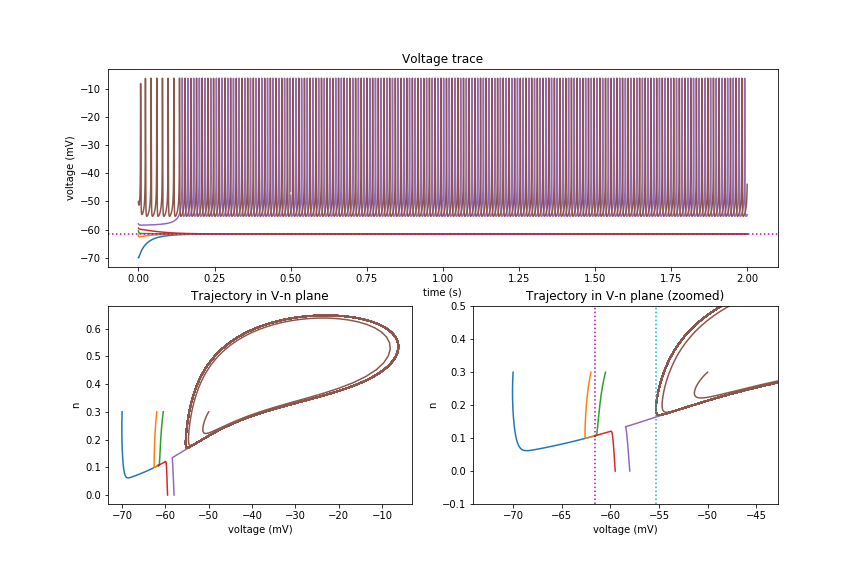 Voltage trace
voltage (mV)
−10
−20
−30
−40
−50
−60
−70
0.00 0.25 0.50 0.75 1.00 1.25 1.50 1.75 2.00
time (s)
Trajectory in V-n plane
n
0.6
0.5
0.4
0.3
0.2
0.1
0.0
−70 −60 −50 −40 −30 −20 −10
voltage (mV)
Trajectory in V-n plane (zoomed)
n
0.5
0.4
0.3
0.2
0.1
0.0
−0.1
−70 −65 −60 −55 −50 −45
voltage (mV)